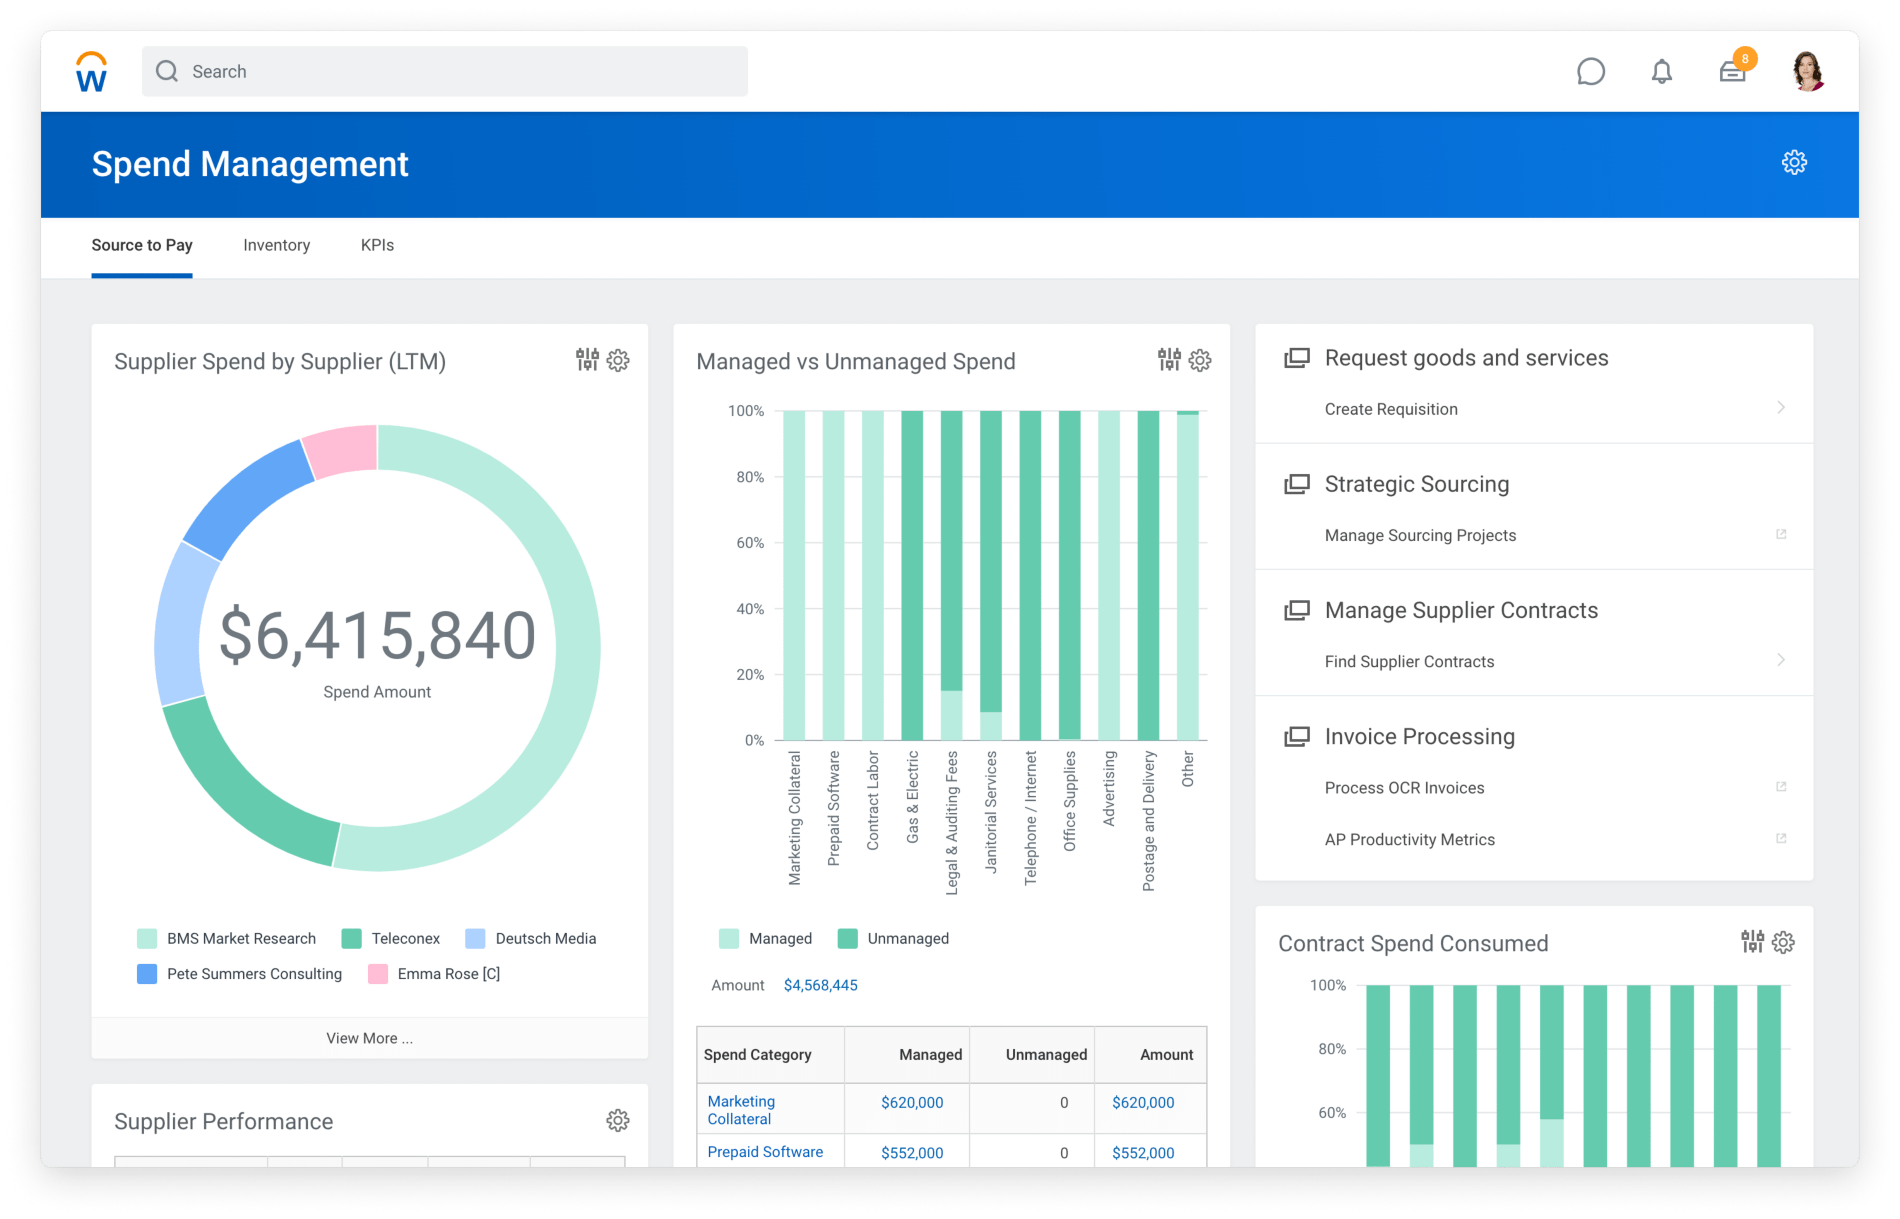 W
Search
8
Spend Management
Source to Pay
Inventory
KPIs
Supplier Spend by Supplier (LTM)
$6,415,840
Spend Amount
BMS Market Research
Teleconex
Deutsch Media
Pete Summers Consulting
Emma Rose [C]
View More ...
Supplier Performance
Managed vs Unmanaged Spend
100%
80%
60%
40%
20%
0%
Marketing Collateral
Prepaid Software
Contract Labor
Gas & Electric
Legal & Auditing Fees
Janitorial Services
Telephone / Internet
Office Supplies
Advertising
Postage and Delivery
Other
Managed
Unmanaged
Amount $4,568,445
Spend Category Managed Unmanaged Amount
Marketing
Collateral $620,000 0 $620,000
Prepaid Software $552,000 0 $552,000
Request goods and services
Create Requisition
Strategic Sourcing
Manage Sourcing Projects
Manage Supplier Contracts
Find Supplier Contracts
Invoice Processing
Process OCR Invoices
AP Productivity Metrics
Contract Spend Consumed
100%
80%
60%